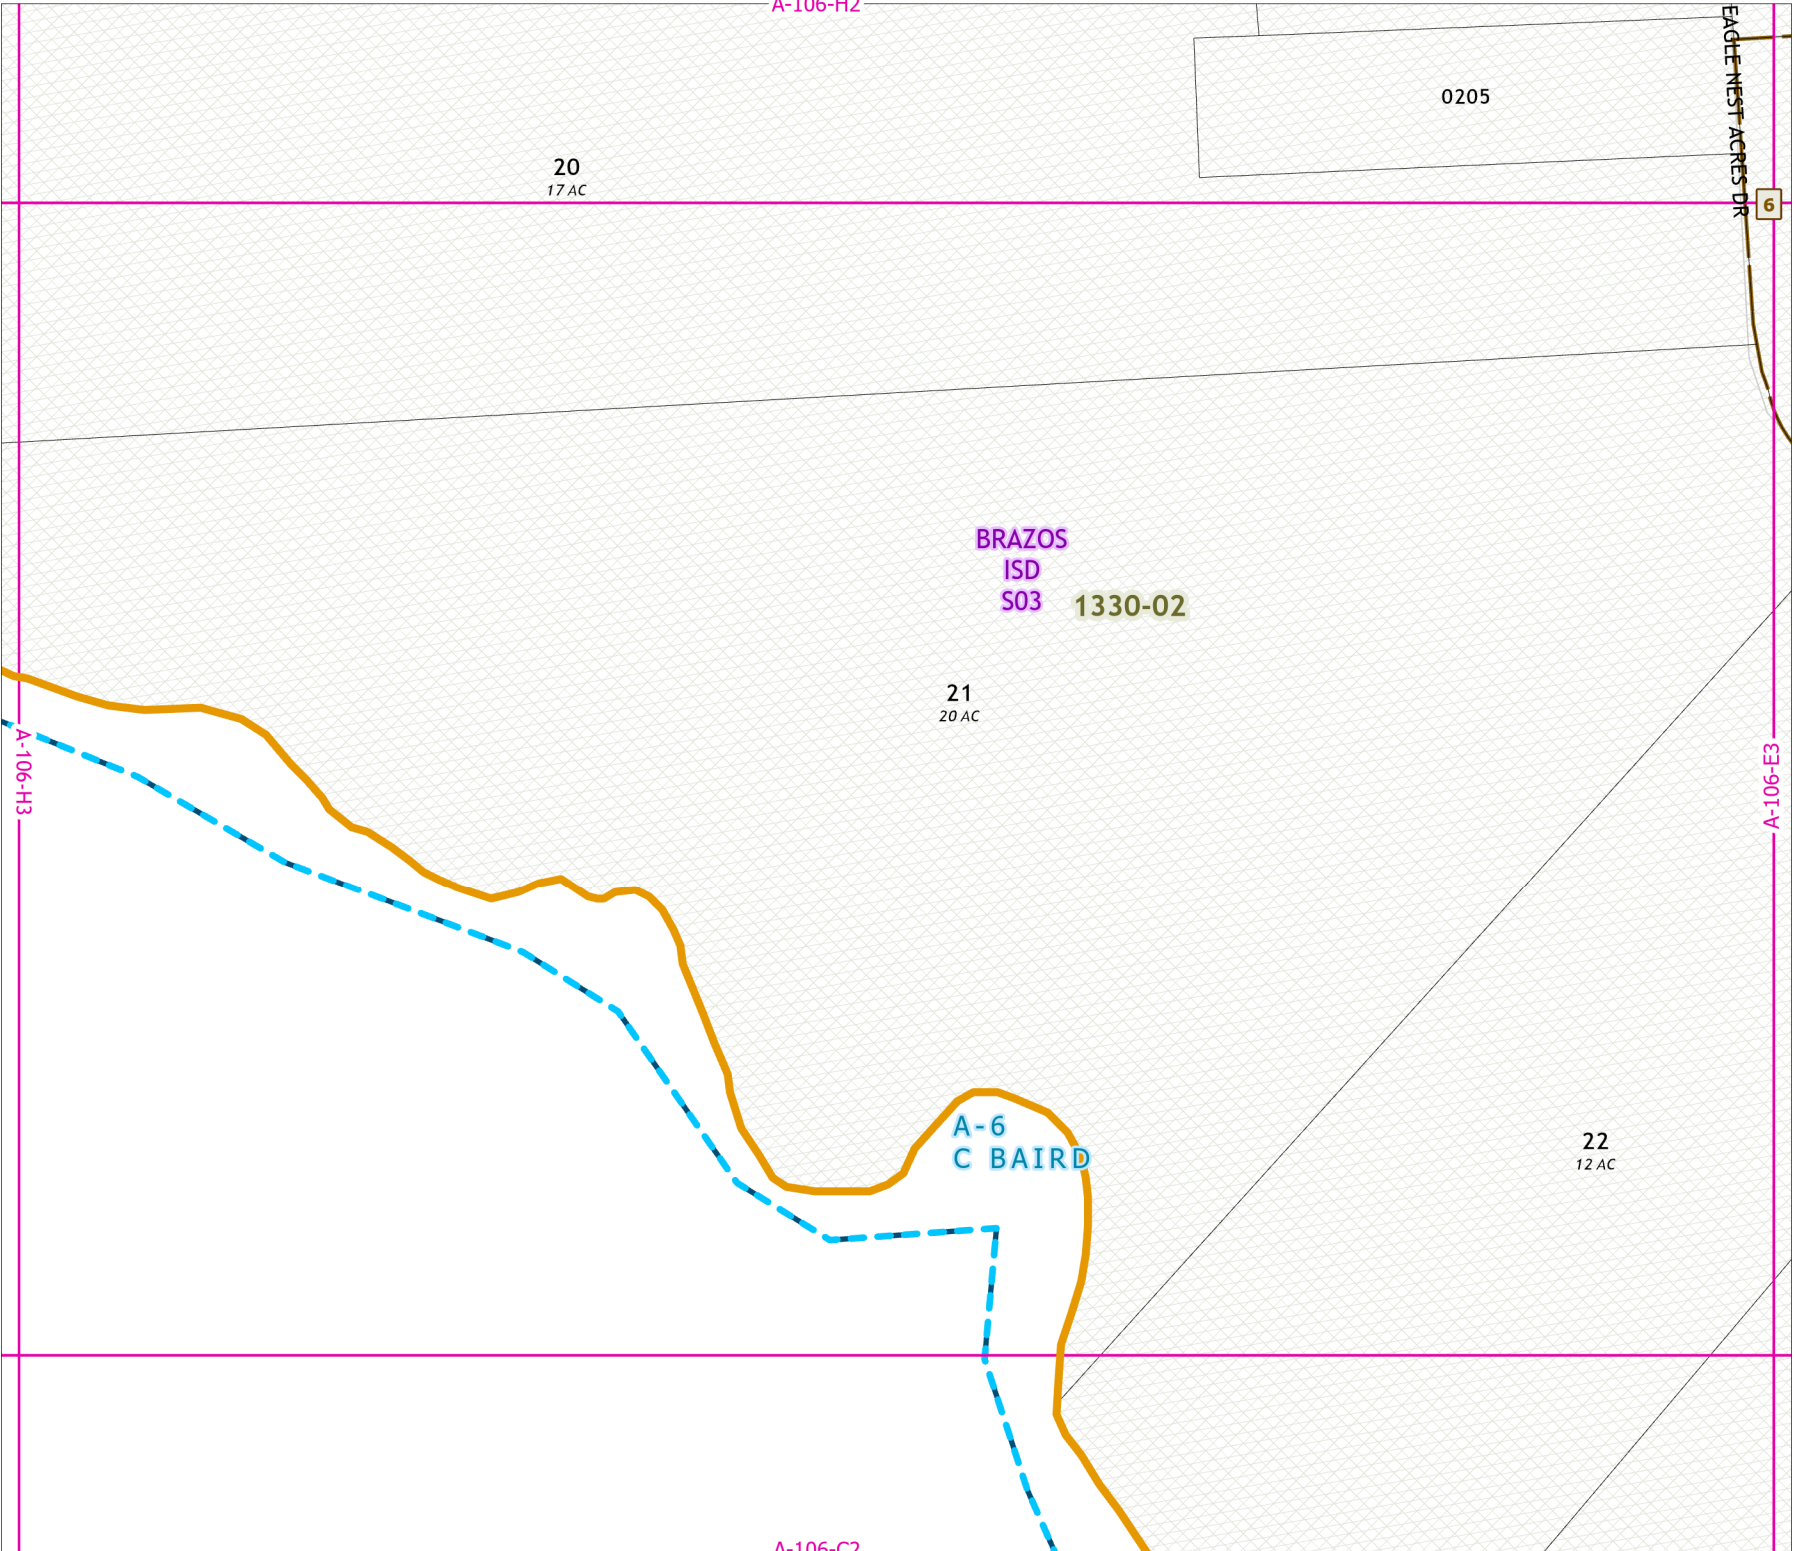 A-106-H2
EAGLE NEST ACRES DR
0205
20
17 AC
6
BRAZOS
ISD
S03
1330-02
21
20 AC
A-106-H3
A-106-E3
A-6
C BAIRD
22
12 AC
A-106-C2